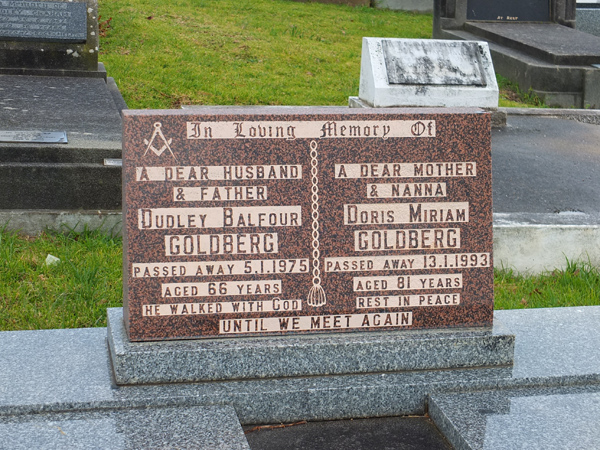 In Loving Memory Of
A DEAR HUSBAND
& FATHER
DUDLEY BALFOUR
GOLDBERG
PASSED AWAY 5.1.1975
AGED 66 YEARS
HE WALKED WITH GOD
A DEAR MOTHER
& NANNA
DORIS MIRIAM
GOLDBERG
PASSED AWAY 13.1.1993
AGED 81 YEARS
REST IN PEACE
UNTIL WE MEET AGAIN